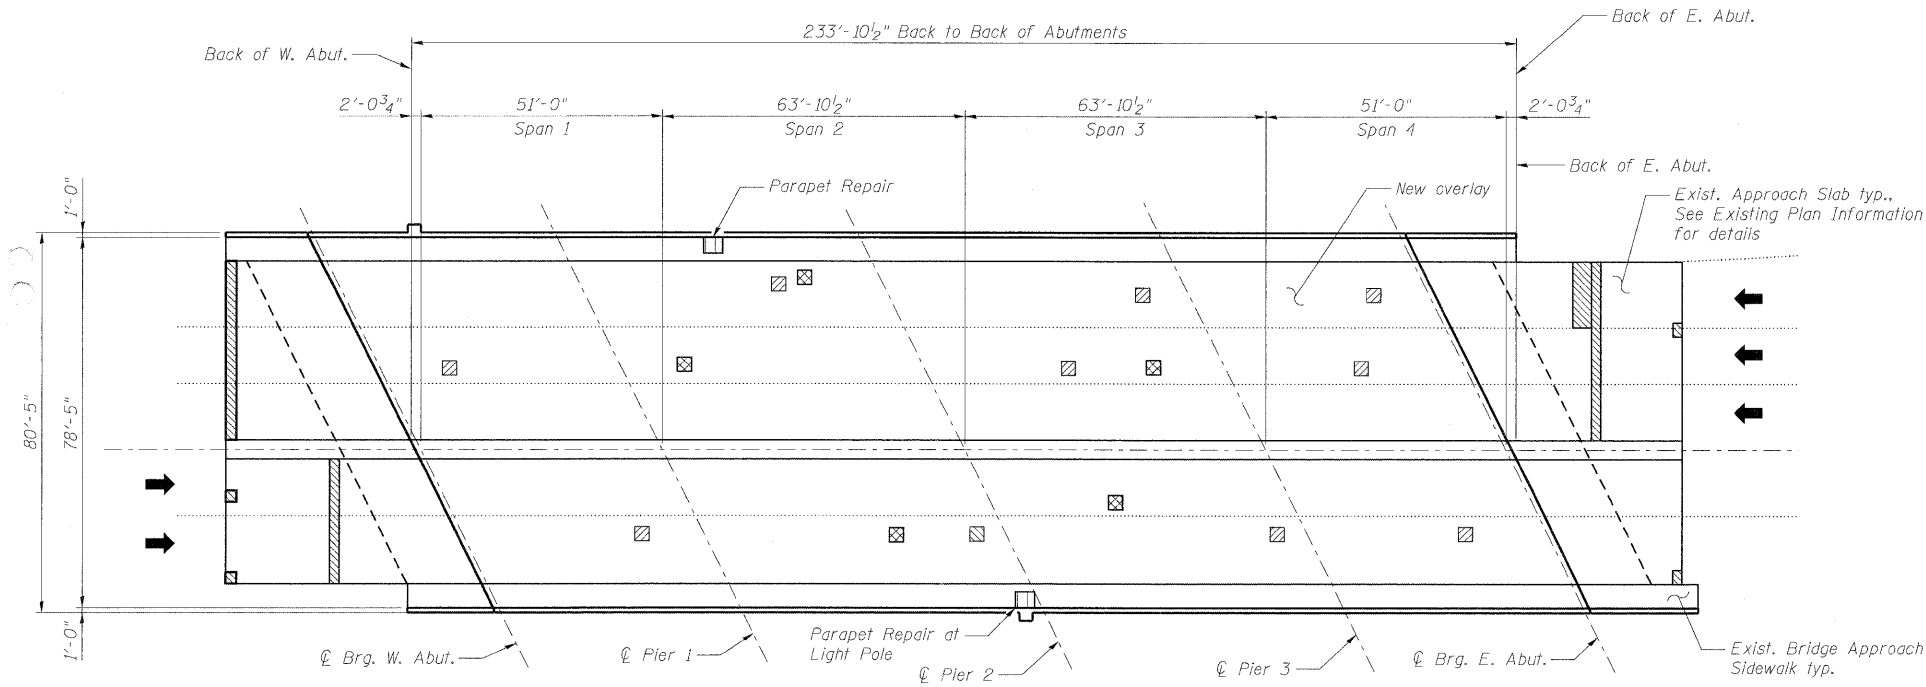 Back of E. Abut.
233'-10½" Back to Back of Abutments
Back of W. Abut.
2'-0¾"
51'-0"
63'-10½"
63'-10½"
51'-0"
2'-0¾"
Span 1
Span 2
Span 3
Span 4
Back of E. Abut.
Parapet Repair
New overlay
Exist. Approach Slab typ.,
See Existing Plan Information
for details
1'-0"
80'-5"
78'-5"
1'-0"
℄ Brg. W. Abut.
℄ Pier 1
Parapet Repair at
Light Pole
℄ Pier 2
℄ Pier 3
℄ Brg. E. Abut.
Exist. Bridge Approach
Sidewalk typ.